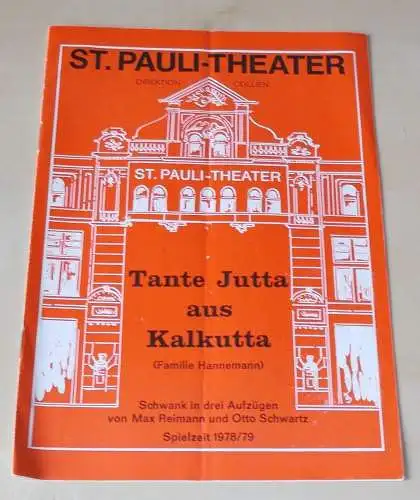 ST. PAULI-THEATER
DIREKTION COLLIEN
ST. PAULI-THEATER
Tante Jutta
aus
Kalkutta
(Familie Hannemann)
Schwank in drei Aufzügen
von Max Reimann und Otto Schwartz
Spielzeit 1978/79